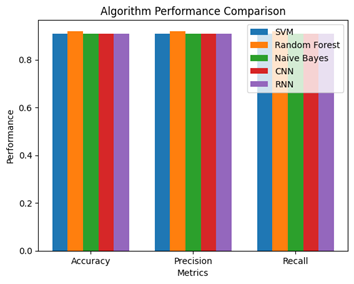 Algorithm Performance Comparison
SVM
Random Forest
Naive Bayes
CNN
RNN
Performance
0.8
0.6
0.4
0.2
0.0
Accuracy
Precision
Recall
Metrics